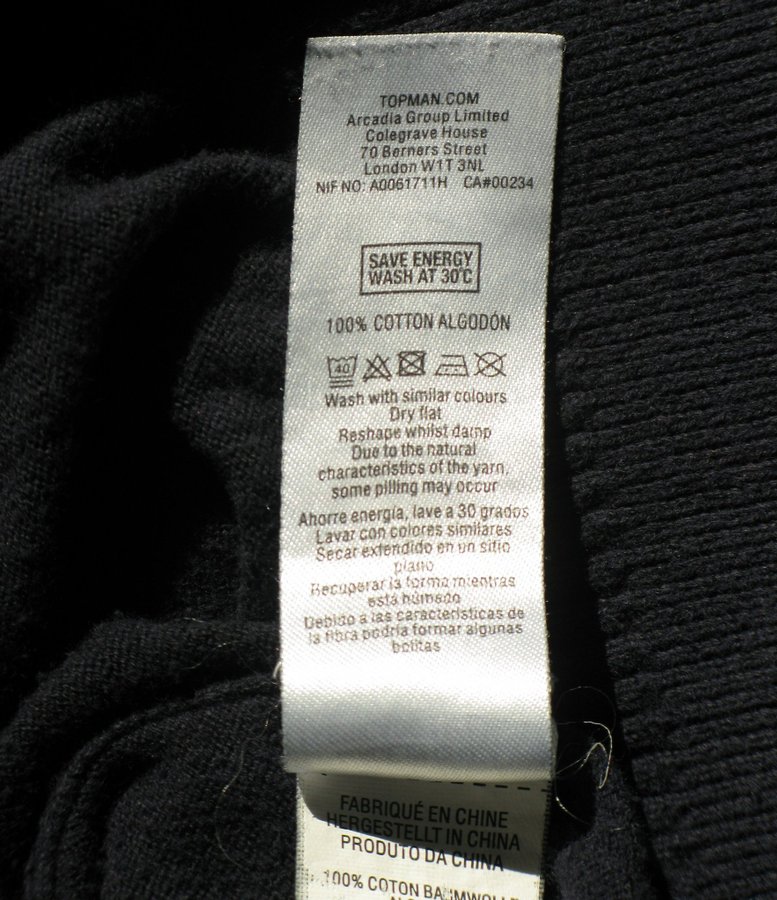 TOPMAN.COM
Arcadia Group Limited
Colegrave House
70 Berners Street
London W1T 3NL
NIF NO: A0061711H CA#00234
SAVE ENERGY
WASH AT 30°C
100% COTTON ALGODÓN
40
Wash with similar colours
Dry flat
Reshape whilst damp
Due to the natural
characteristics of the yarn,
some pilling may occur
Ahorre energía, lave a 30 grados
Lavar con colores similares
Secar extendido en un sitio
plano
Recuperar la forma mientras
está húmedo
Debido a las características de
la fibra podría formar algunas
bolitas
FABRIQUÉ EN CHINE
HERGESTELLT IN CHINA
PRODUTO DA CHINA
100% COTON BAUMWOLLE